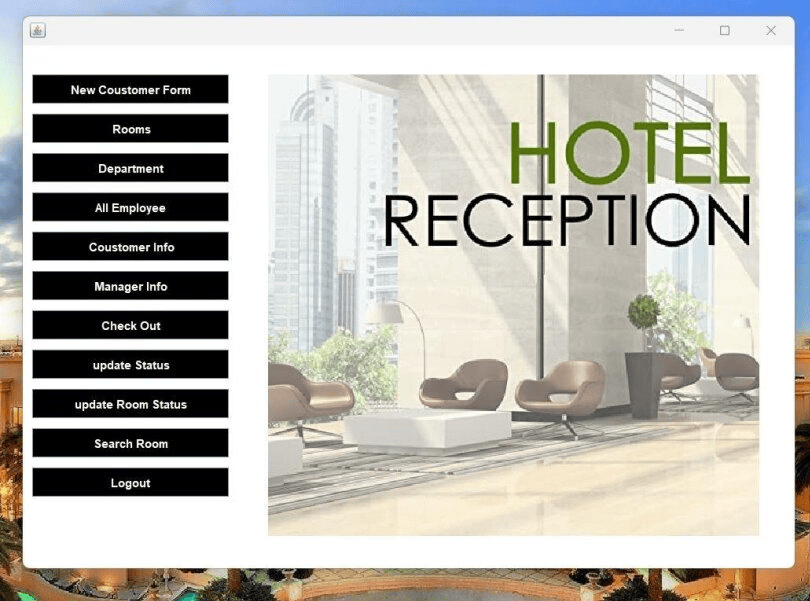 New Coustomer Form
Rooms
Department
All Employee
Coustomer Info
Manager Info
Check Out
update Status
update Room Status
Search Room
Logout
HOTEL
RECEPTION